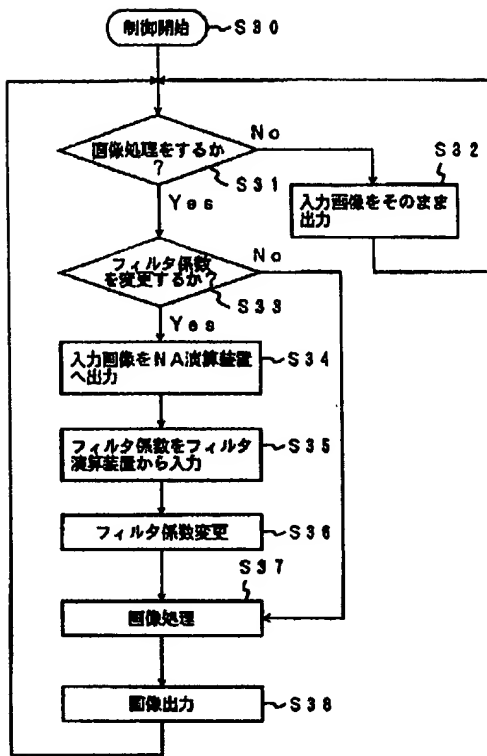 制御開始
S30
画像処理をするか
?
No
S31
Yes
S32
入力画像をそのまま
出力
フィルタ係数
を変更するか?
No
S33
Yes
入力画像をNA演算装置
へ出力
S34
フィルタ係数をフィルタ
演算装置から入力
S35
フィルタ係数変更
S36
S37
画像処理
画像出力
S38